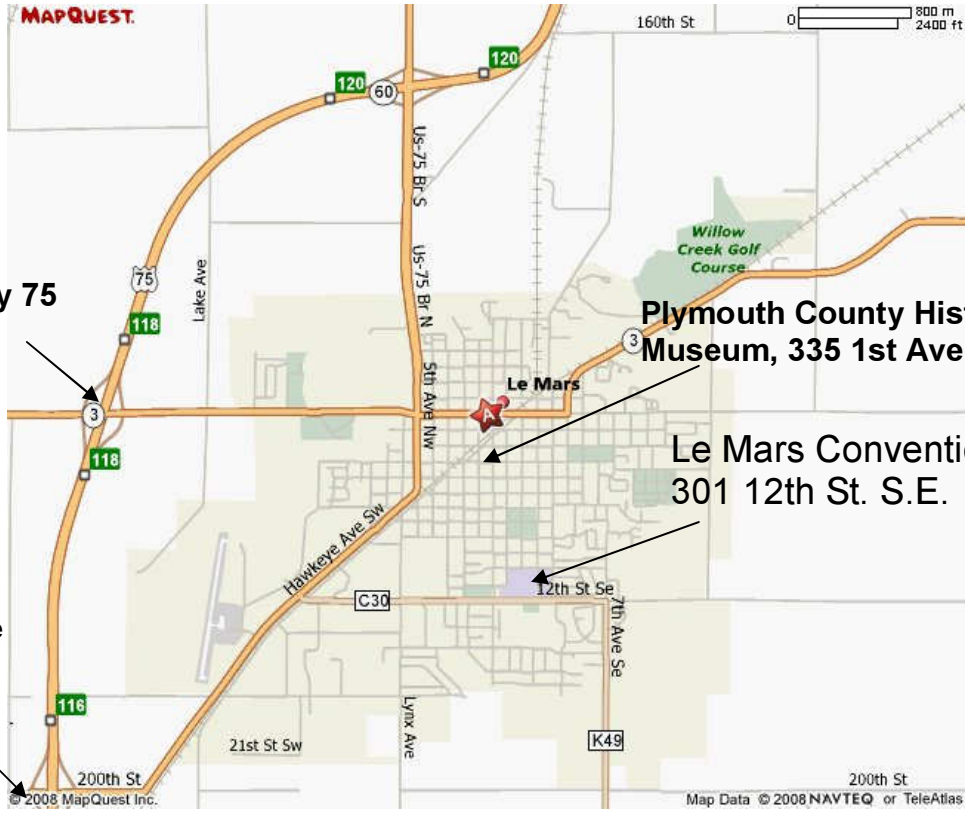 MAPQUEST.
160th St
0
800 m
2400 ft
120
120
60
Us-75 Br S
Willow
Creek Golf
Course
75
Lake Ave
y 75
Us-75 Br N
118
Plymouth County Hist
3
Museum, 335 1st Ave
5th Ave Nw
Le Mars
A
3
118
Le Mars Conventi
301 12th St. S.E.
Hawkeye Ave Sw
C30
12th St Se
7th Ave Se
e
116
Lynx Ave
21st St Sw
K49
200th St
200th St
© 2008 MapQuest Inc.
Map Data © 2008 NAVTEQ or TeleAtlas